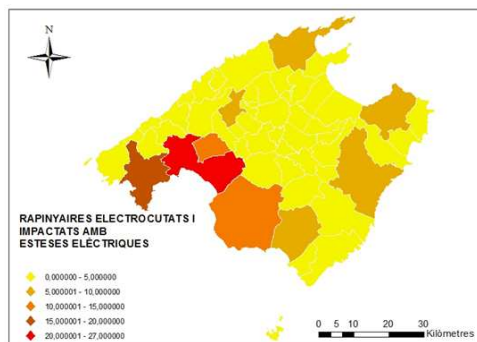 N
RAPINYAIRES ELECTROCUTATS I
IMPACTATS AMB
ESTESES ELÈCTRIQUES
0,000000 - 5,000000
5,000001 - 10,000000
10,000001 - 15,000000
15,000001 - 20,000000
20,000001 - 27,000000
0 5 10 20 30
Kilòmetres